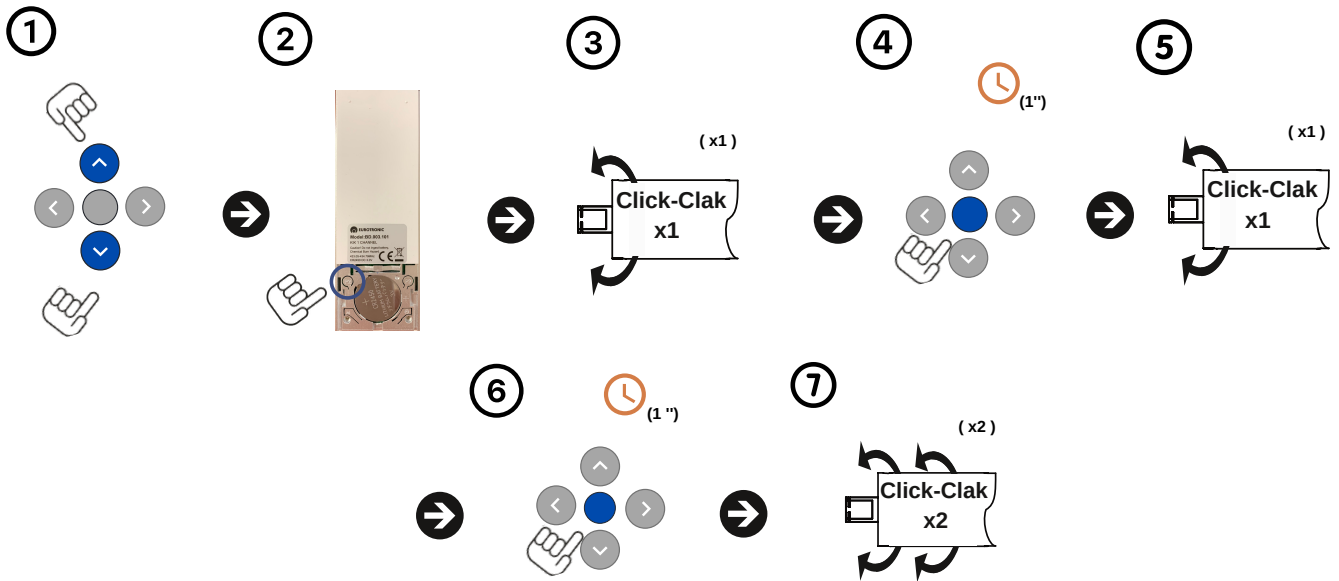 1
2
3
4
5
(1'')
( x1 )
( x1 )
Click-Clak
x1
Click-Clak
x1
EUROTRONIC
CE
6
7
(1 '')
( x2 )
Click-Clak
x2